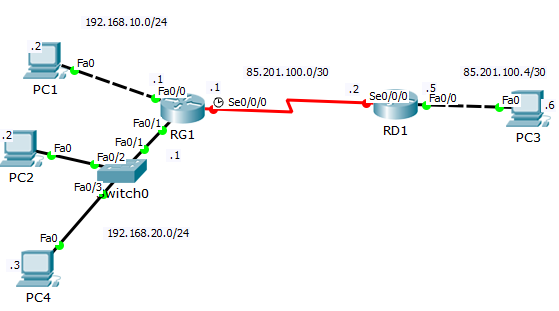 192.168.10.0/24
.2
Fa0
PC1
.1
Fa0/0
.1
Se0/0/0
RG1
85.201.100.0/30
.2
Se0/0/0
RD1
85.201.100.4/30
.5
Fa0/0
Fa0
.6
PC3
Fa0/1
Fa0/1
.1
.2
Fa0
PC2
Fa0/2
Fa0/3
witch0
Fa0
192.168.20.0/24
.3
PC4